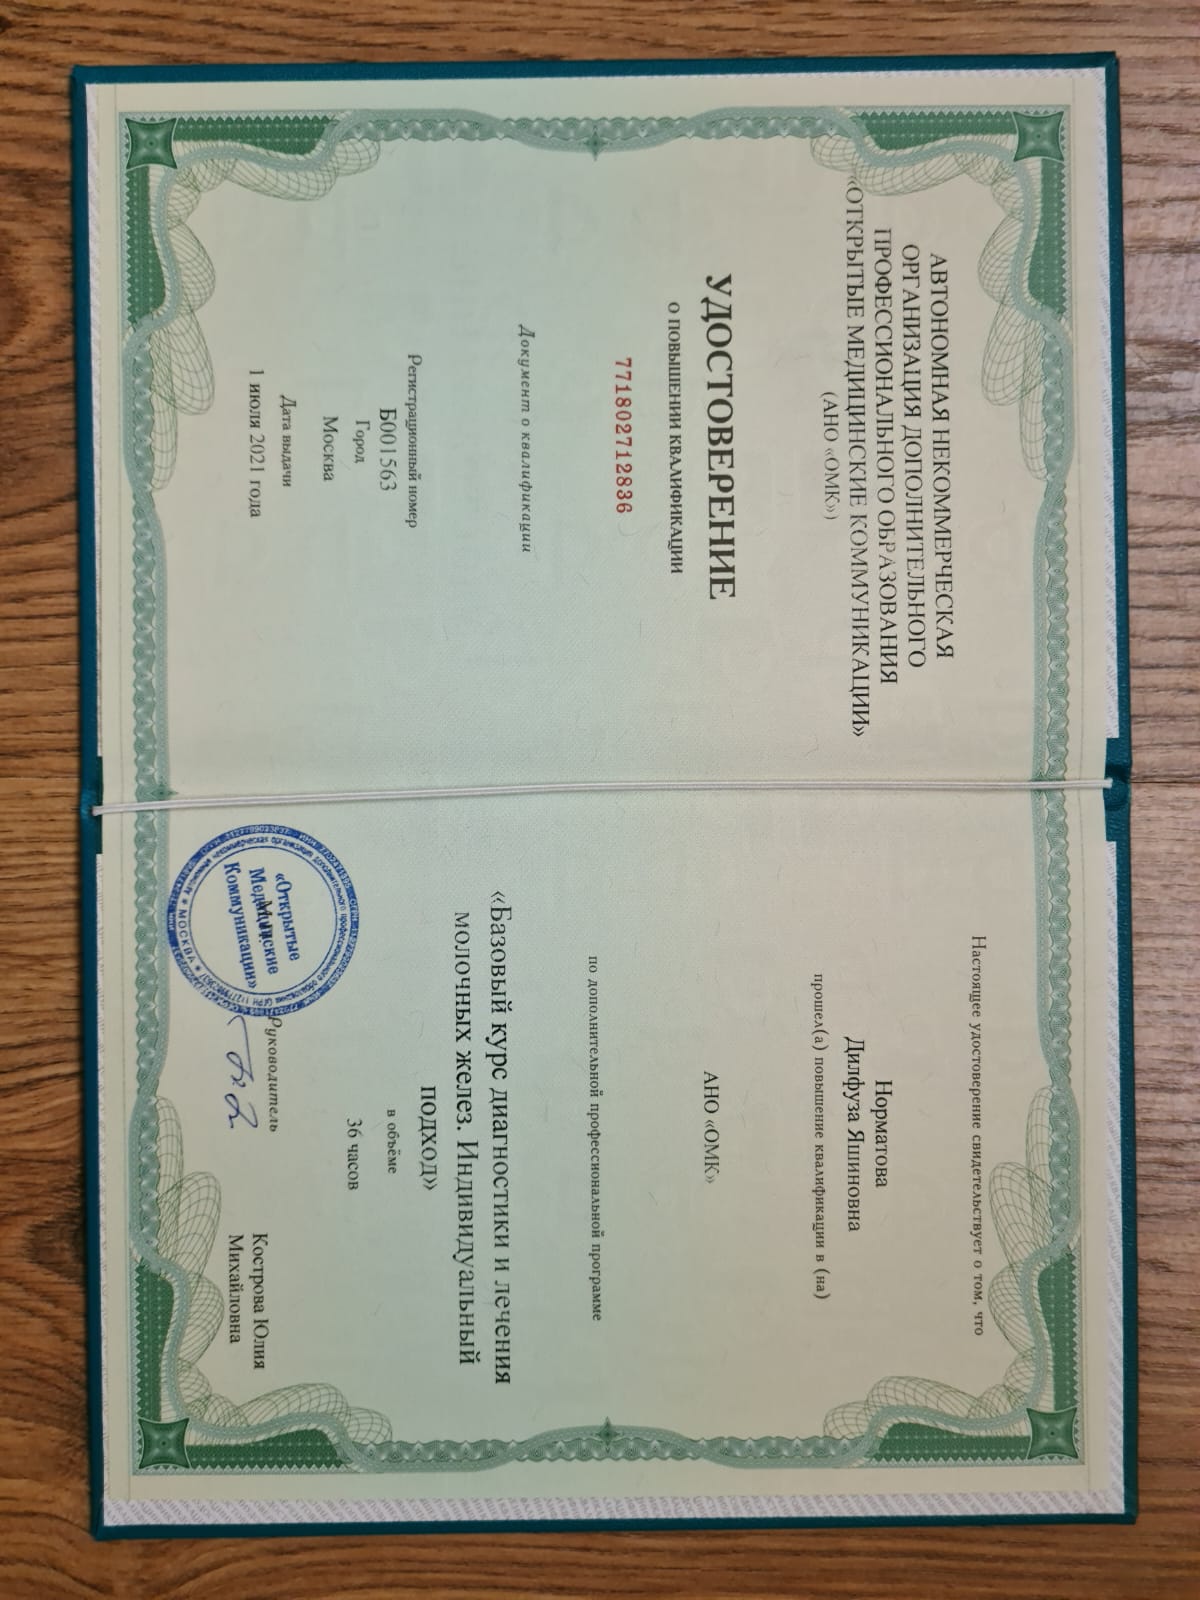 АВТОНОМНАЯ НЕКОММЕРЧЕСКАЯ
ОРГАНИЗАЦИЯ ДОПОЛНИТЕЛЬНОГО
ПРОФЕССИОНАЛЬНОГО ОБРАЗОВАНИЯ
«ОТКРЫТЫЕ МЕДИЦИНСКИЕ КОММУНИКАЦИИ»
(АНО «ОМК»)
УДОСТОВЕРЕНИЕ
О ПОВЫШЕНИИ КВАЛИФИКАЦИИ
771802712836
Документ о квалификации
Регистрационный номер
Б001563
Город
Москва
Дата выдачи
1 июля 2021 года
Настоящее удостоверение свидетельствует о том, что
Норматова
Дилфуза Яшиновна
прошел(а) повышение квалификации в (на)
АНО «ОМК»
по дополнительной профессиональной программе
«Базовый курс диагностики и лечения
молочных желез. Индивидуальный
подход»
в объёме
36 часов
Руководитель
Кострова Юлия
Михайловна
«Открытые
Медицинские
Коммуникации»
МОСКВА